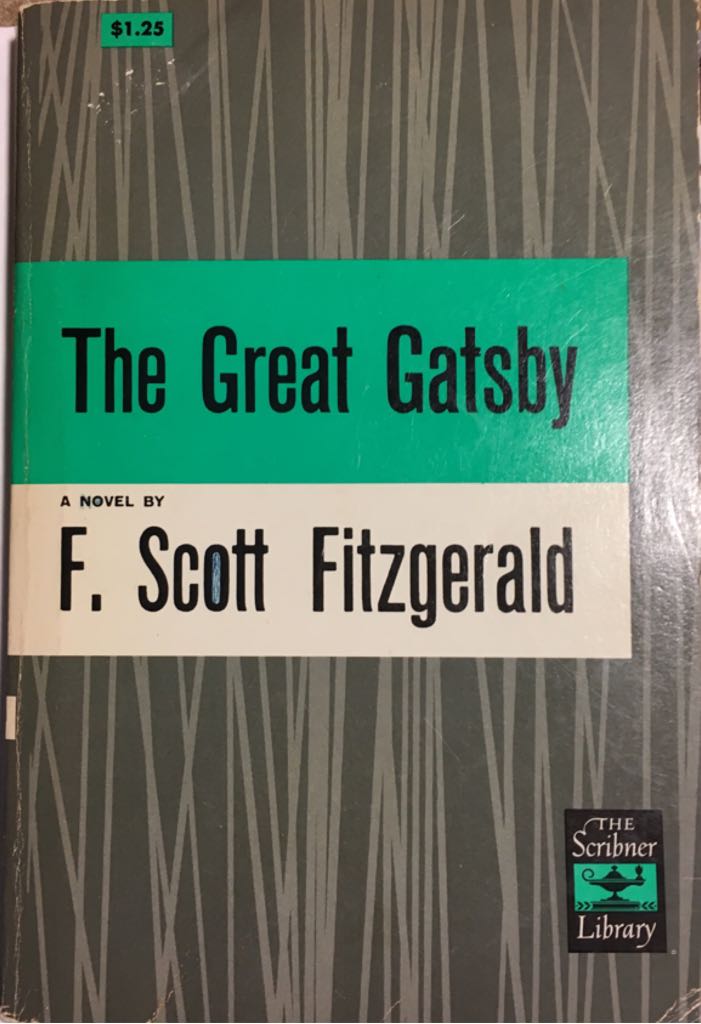 $1.25
The Great Gatsby
A NOVEL BY
F. Scott Fitzgerald
THE
Scribner
Library